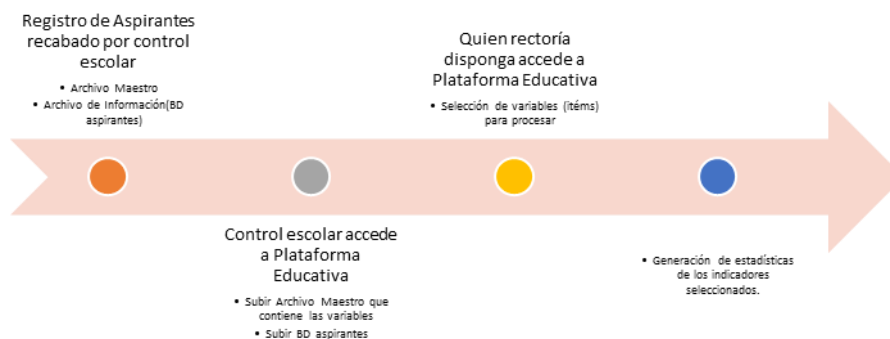 Registro de Aspirantes
recabado por control
escolar
• Archivo Maestro
• Archivo de Información(BD
aspirantes)
Control escolar accede
a Plataforma
Educativa
• Subir Archivo Maestro que
contiene las variables
• Subir BD aspirantes
Quien rectoría
disponga accede a
Plataforma Educativa
• Selección de variables (itéms)
para procesar
• Generación de estadísticas
de los indicadores
seleccionados.